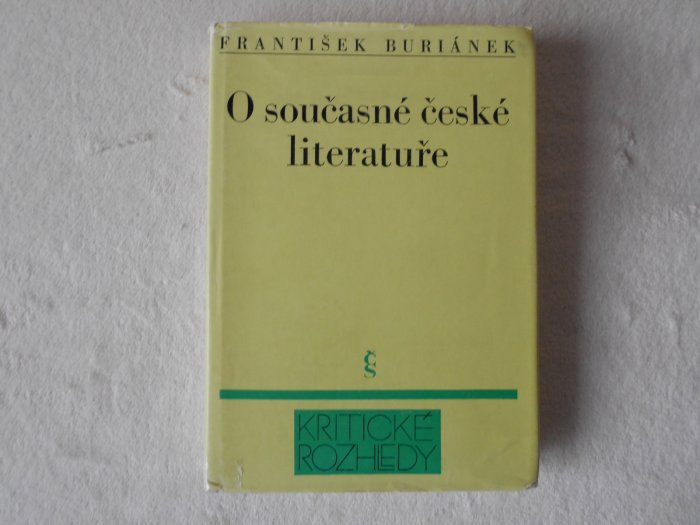 FRANTIŠEK BURIÁNEK
O současné české
literatuře
čs
KRITICKÉ
ROZHLEDY